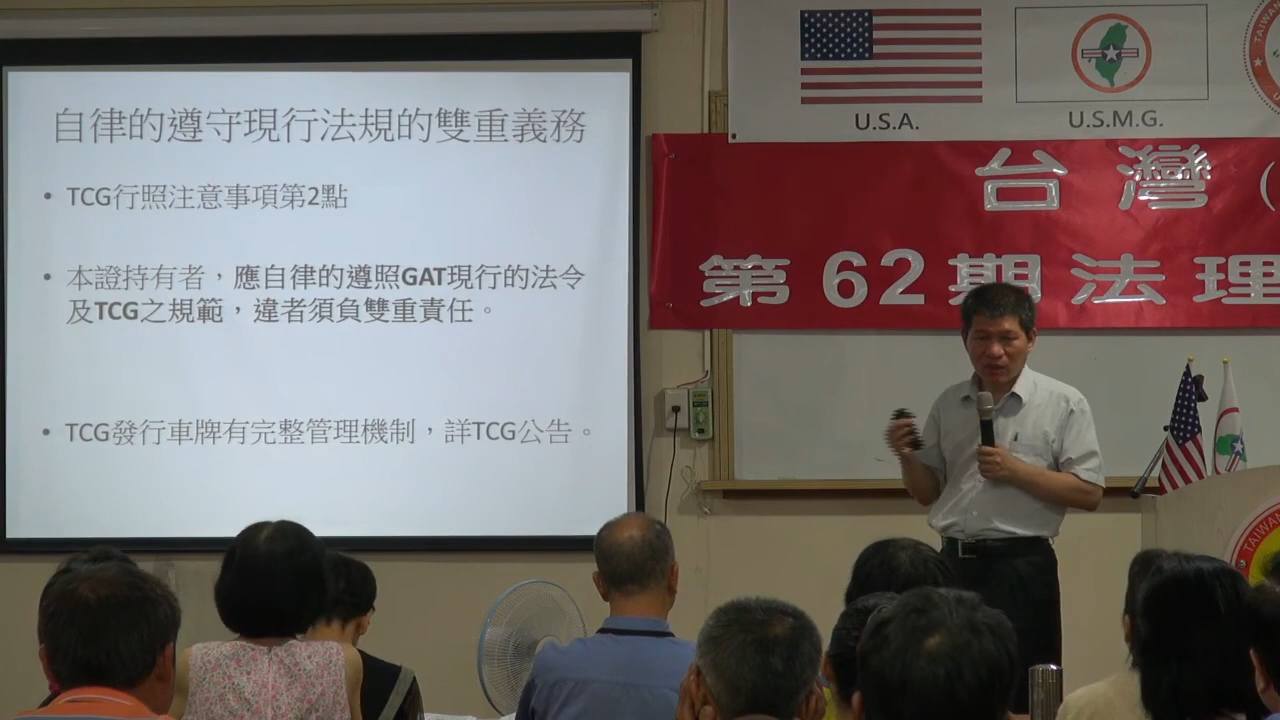 自律的遵守現行法規的雙重義務
• TCG行照注意事項第2點
• 本證持有者，應自律的遵照GAT現行的法令
及TCG之規範，違者須負雙重責任。
• TCG發行車牌有完整管理機制，詳TCG公告。
U.S.A.
U.S.M.G.
TAIWAN
台灣（
第62期法理
TAIWAN